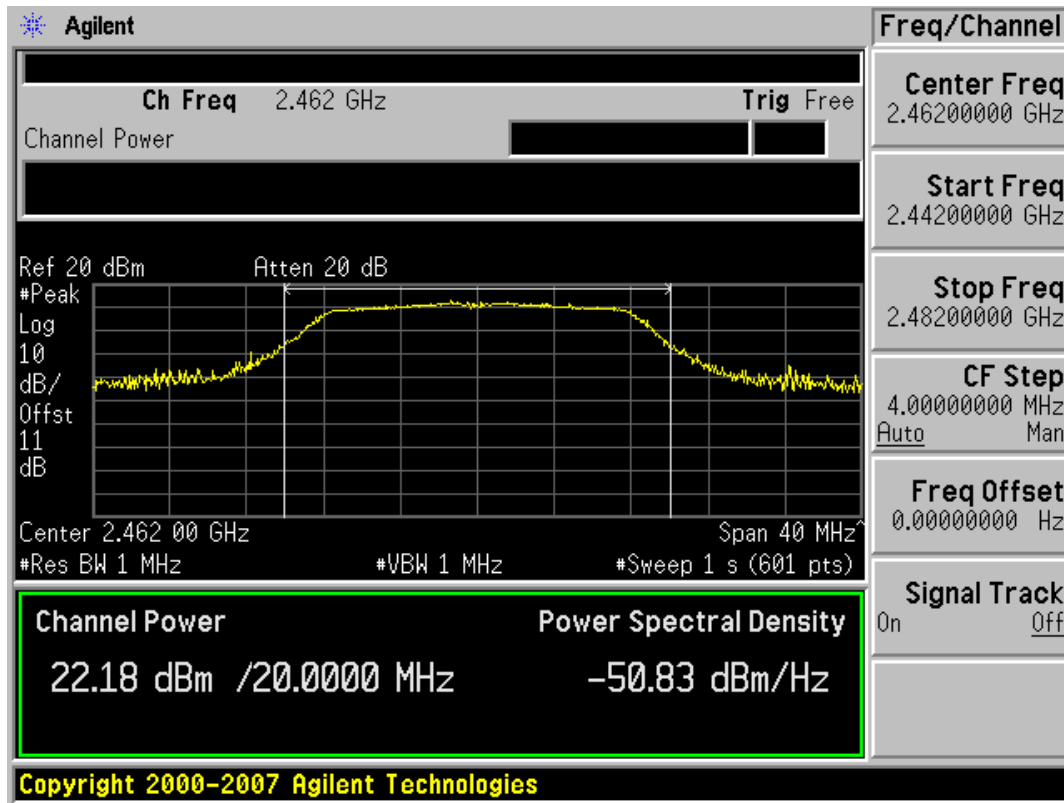 Agilent
Freq/Channel
Ch Freq 2.462 GHz Trig Free
Channel Power
Center Freq
2.46200000 GHz
Start Freq
2.44200000 GHz
Stop Freq
2.48200000 GHz
CF Step
4.00000000 MHz
Auto Man
Freq Offset
0.00000000 Hz
Signal Track
On Off
Ref 20 dBm Atten 20 dB
#Peak
Log
10
dB/
Offst
11
dB
Center 2.462 00 GHz Span 40 MHz^
#Res BW 1 MHz #VBW 1 MHz #Sweep 1 s (601 pts)
Channel Power Power Spectral Density
22.18 dBm /20.0000 MHz -50.83 dBm/Hz
Copyright 2000-2007 Agilent Technologies